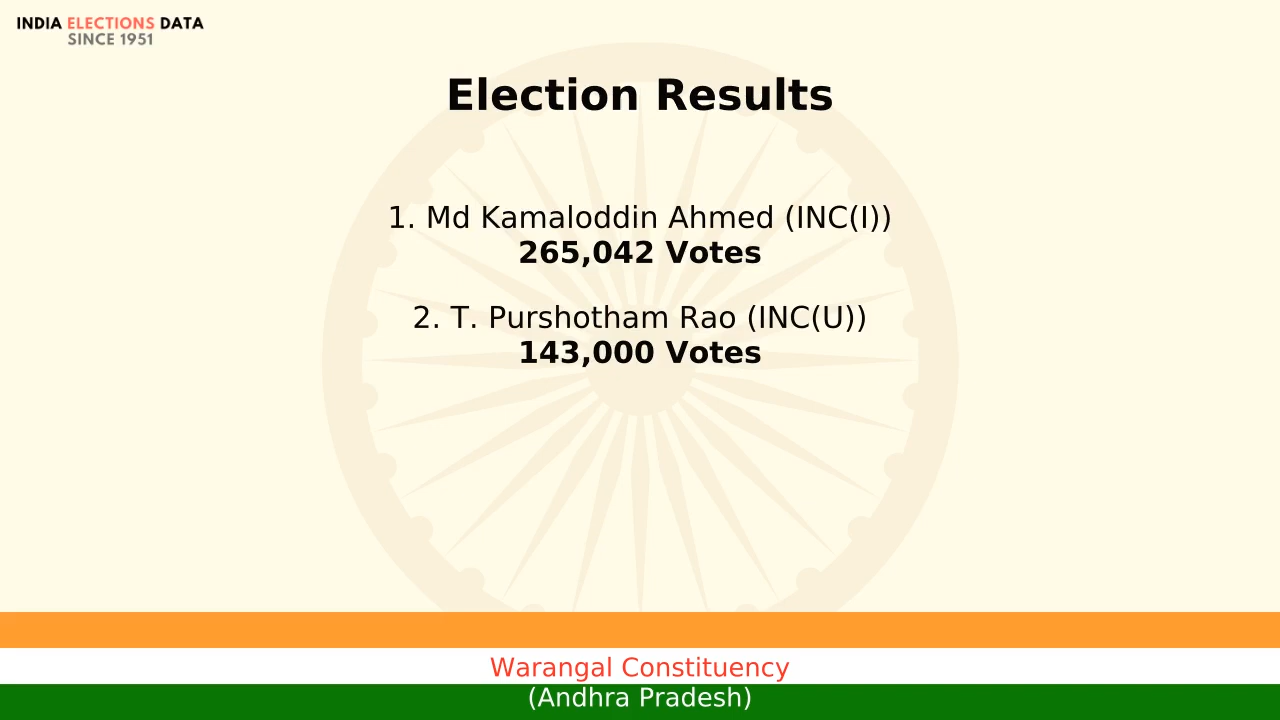 INDIA ELECTIONS DATA
SINCE 1951
Election Results
1. Md Kamaloddin Ahmed (INC(I))
265,042 Votes
2. T. Purshotham Rao (INC(U))
143,000 Votes
Warangal Constituency
(Andhra Pradesh)